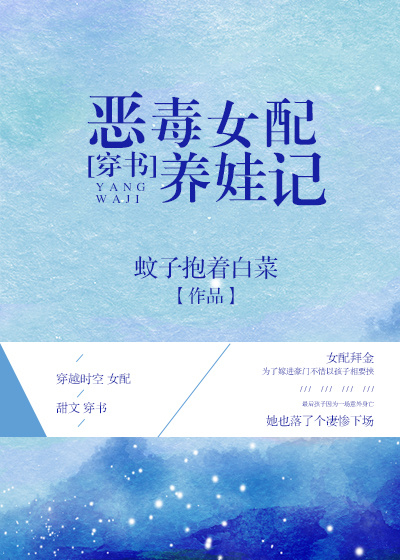 恶毒女配
[穿书]养娃记
YANG
WAJI
蚊子抱着白菜
【作品】
穿越时空 女配
甜文 穿书
女配拜金
为了嫁进豪门不惜以孩子相要挟
/// /// /// ///
最后孩子因为一场意外身亡
她也落了个凄惨下场